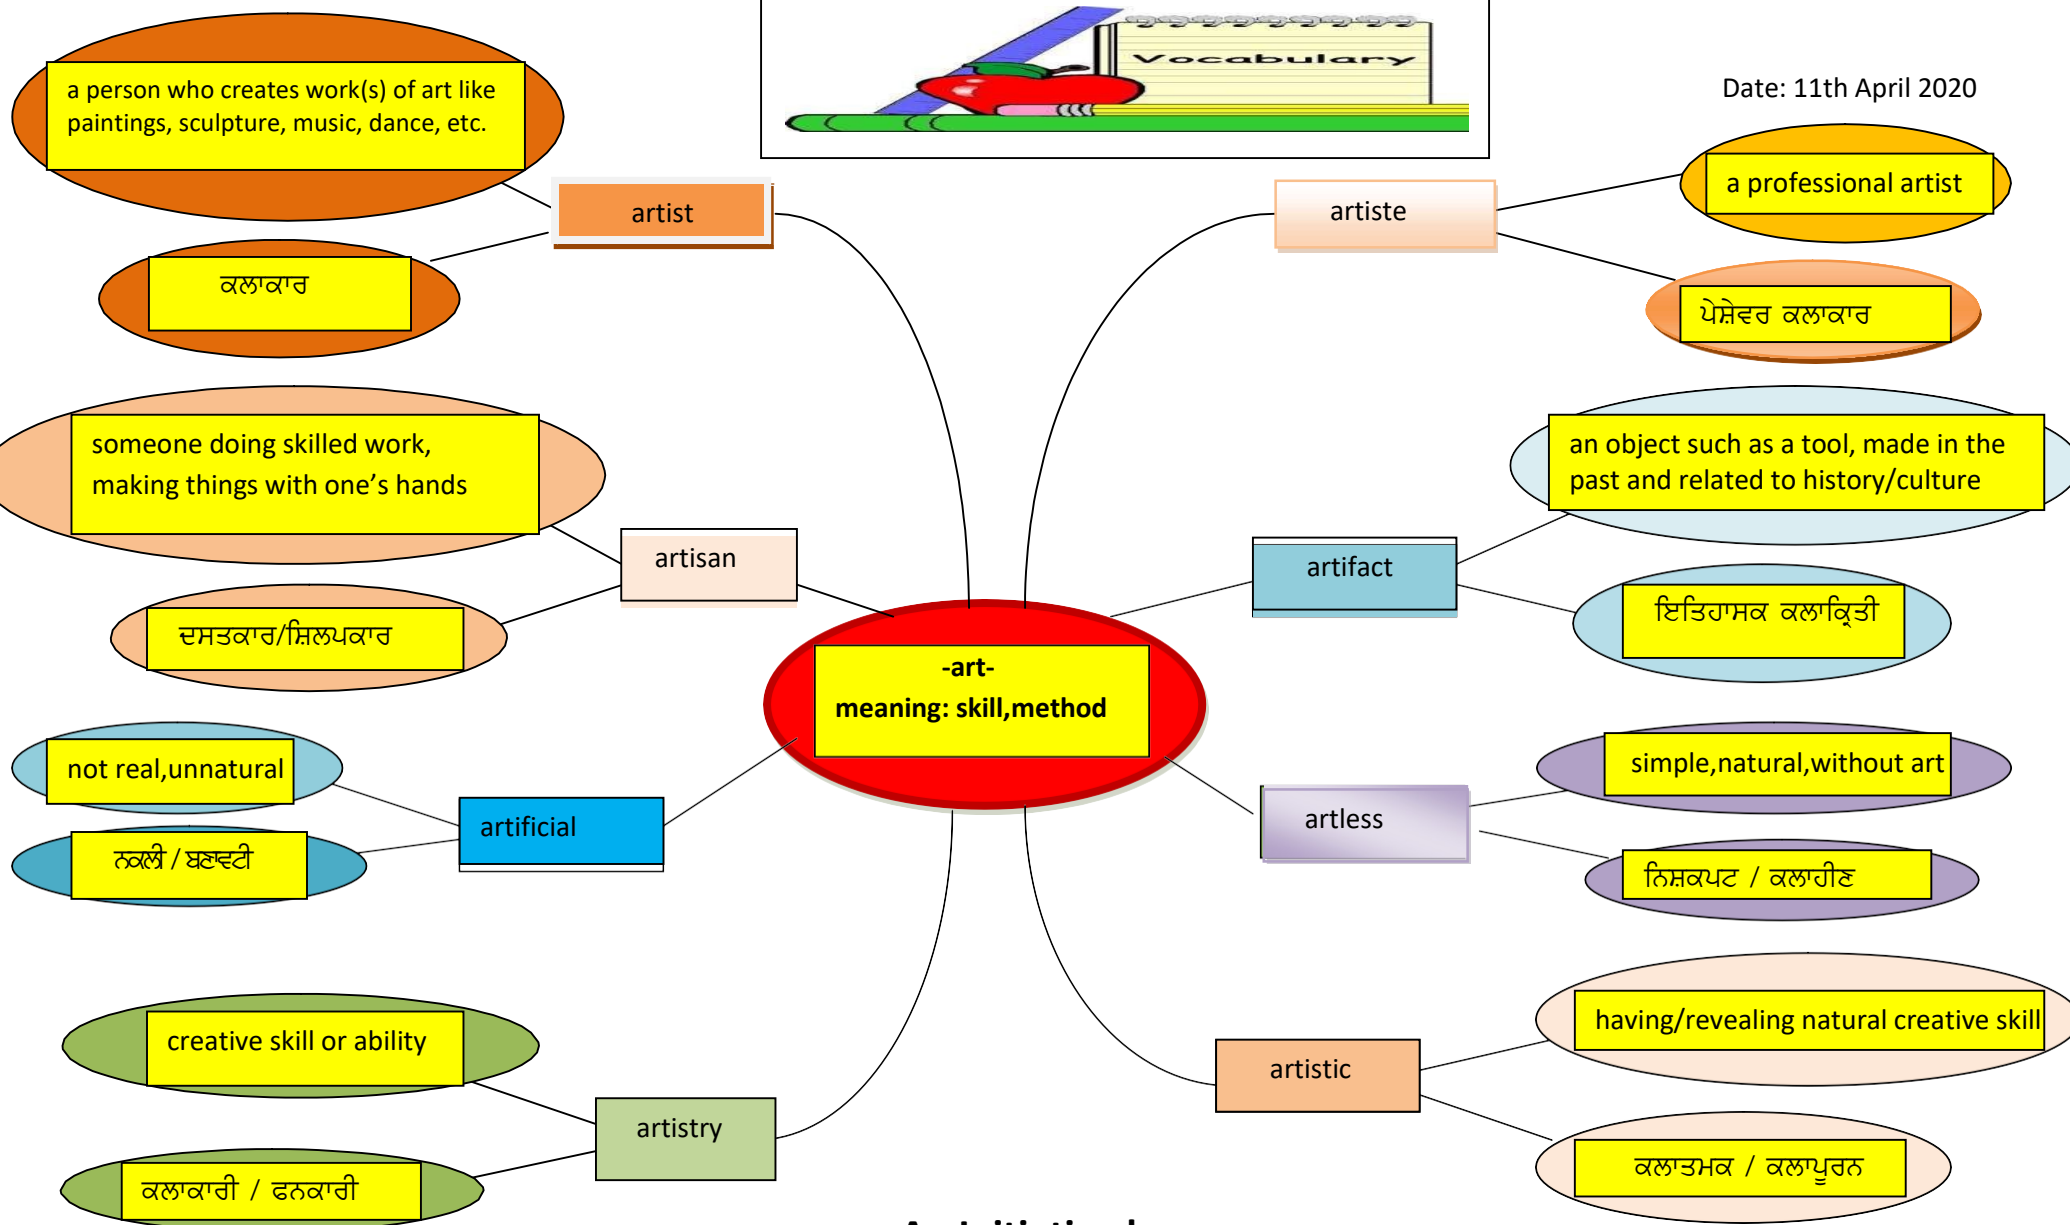 Vocabulary
Date: 11th April 2020
a person who creates work(s) of art like
paintings, sculpture, music, dance, etc.
artist
ਕਲਾਕਾਰ
artiste
a professional artist
ਪੇਸ਼ੇਵਰ ਕਲਾਕਾਰ
someone doing skilled work,
making things with one’s hands
artisan
ਦਸਤਕਾਰ/ਸ਼ਿਲਪਕਾਰ
an object such as a tool, made in the
past and related to history/culture
artifact
ਇਤਿਹਾਸਕ ਕਲਾਕ੍ਰਿਤੀ
-art-
meaning: skill,method
not real,unnatural
artificial
ਨਕਲੀ / ਬਣਾਵਟੀ
simple,natural,without art
artless
ਨਿਸ਼ਕਪਟ / ਕਲਾਹੀਣ
creative skill or ability
artistry
ਕਲਾਕਾਰੀ / ਫਨਕਾਰੀ
having/revealing natural creative skill
artistic
ਕਲਾਤਮਕ / ਕਲਾਪੂਰਨ